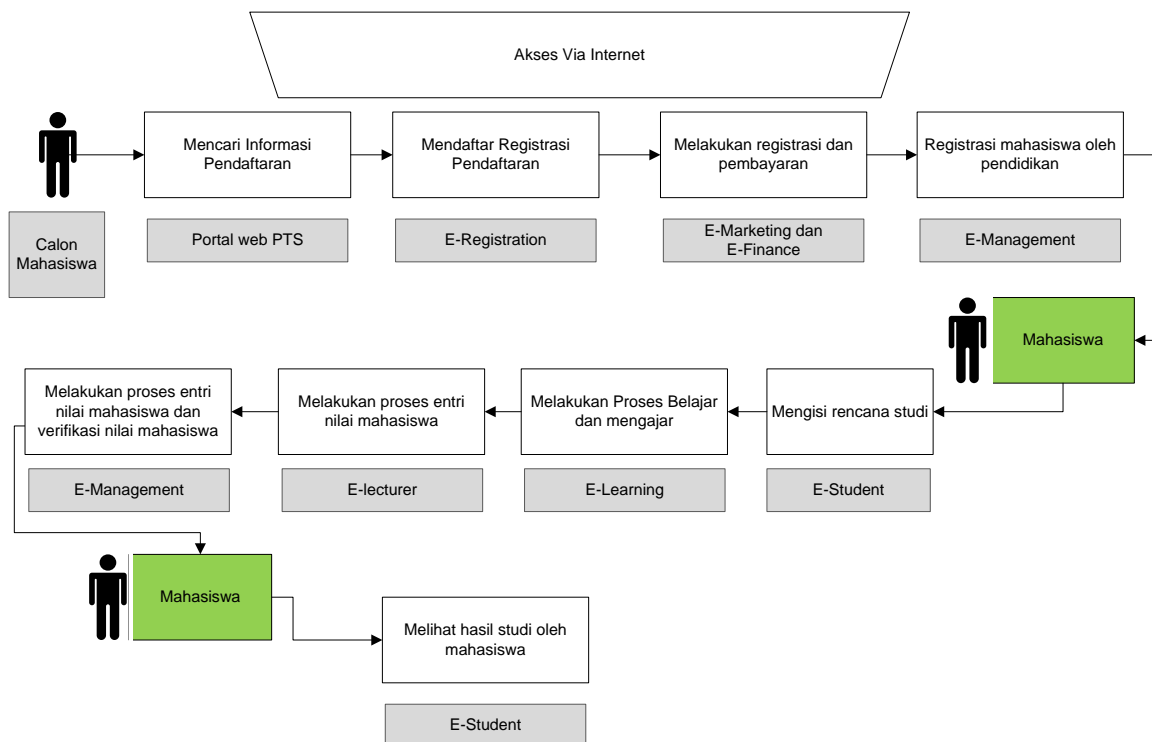 Akses Via Internet
Mencari Informasi
Pendaftaran
Mendaftar Registrasi
Pendaftaran
Melakukan registrasi dan
pembayaran
Registrasi mahasiswa oleh
pendidikan
Calon
Mahasiswa
Portal web PTS
E-Registration
E-Marketing dan
E-Finance
E-Management
Mahasiswa
Mengisi rencana studi
Melakukan Proses Belajar
dan mengajar
Melakukan proses entri
nilai mahasiswa
Melakukan proses entri
nilai mahasiswa dan
verifikasi nilai mahasiswa
E-Student
E-Learning
E-lecturer
E-Management
Mahasiswa
Melihat hasil studi oleh
mahasiswa
E-Student